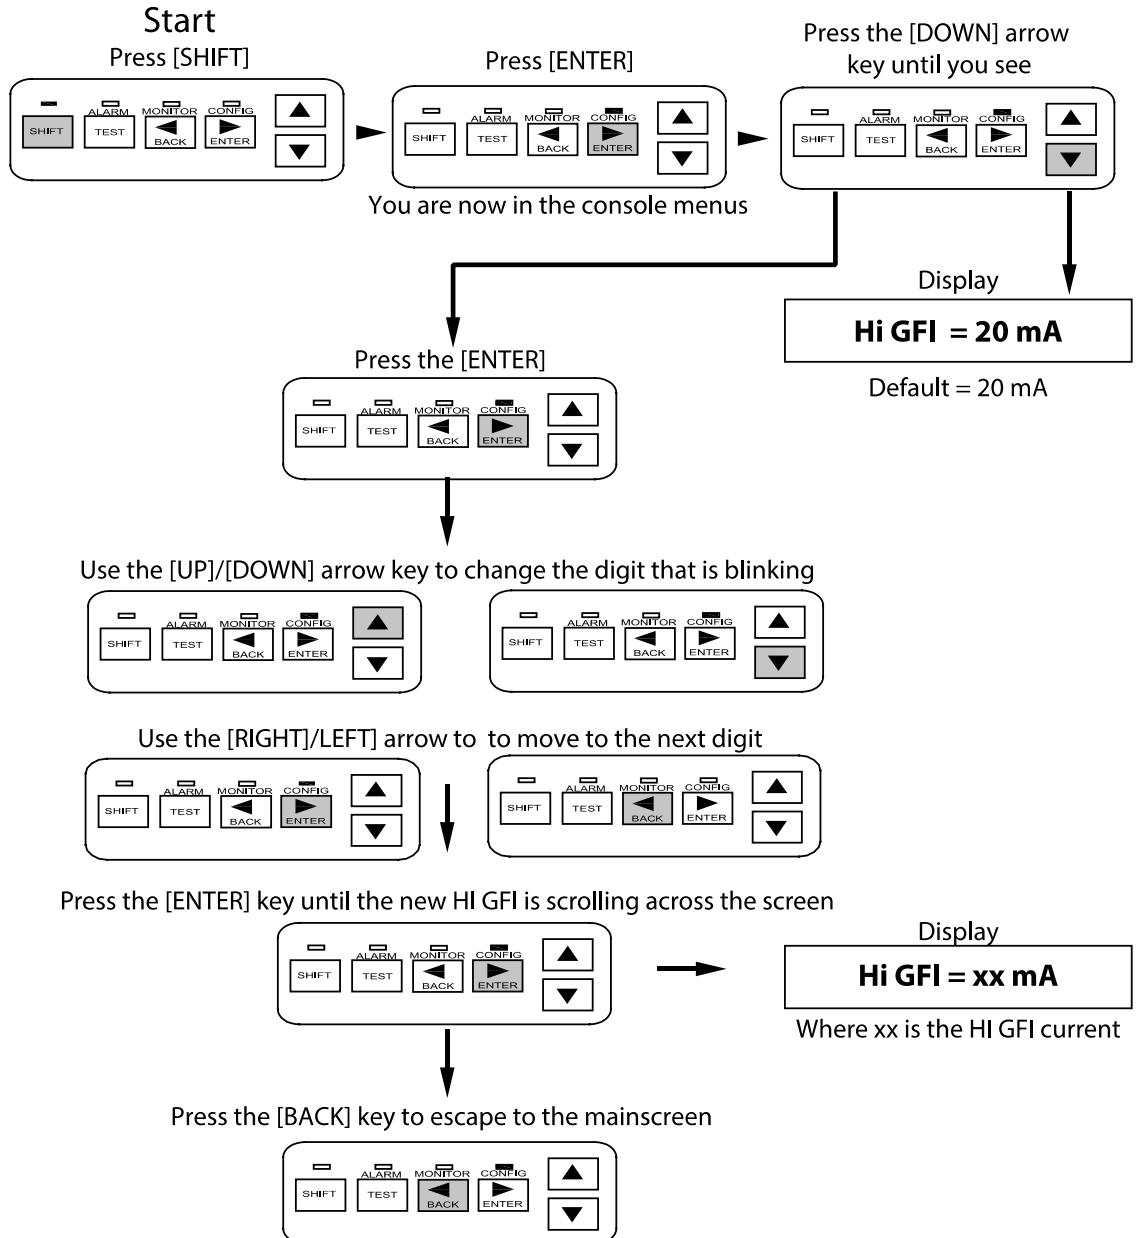 Start
Press [SHIFT]
Press [ENTER]
Press the [DOWN] arrow
key until you see
ALARM MONITOR CONFIG
SHIFT TEST BACK ENTER
ALARM MONITOR CONFIG
SHIFT TEST BACK ENTER
ALARM MONITOR CONFIG
SHIFT TEST BACK ENTER
You are now in the console menus
Display
Hi GFI = 20 mA
Default = 20 mA
Press the [ENTER]
ALARM MONITOR CONFIG
SHIFT TEST BACK ENTER
Use the [UP]/[DOWN] arrow key to change the digit that is blinking
ALARM MONITOR CONFIG
SHIFT TEST BACK ENTER
ALARM MONITOR CONFIG
SHIFT TEST BACK ENTER
Use the [RIGHT]/LEFT] arrow to to move to the next digit
ALARM MONITOR CONFIG
SHIFT TEST BACK ENTER
ALARM MONITOR CONFIG
SHIFT TEST BACK ENTER
Press the [ENTER] key until the new HI GFI is scrolling across the screen
ALARM MONITOR CONFIG
SHIFT TEST BACK ENTER
Display
Hi GFI = xx mA
Where xx is the HI GFI current
Press the [BACK] key to escape to the mainscreen
ALARM MONITOR CONFIG
SHIFT TEST BACK ENTER